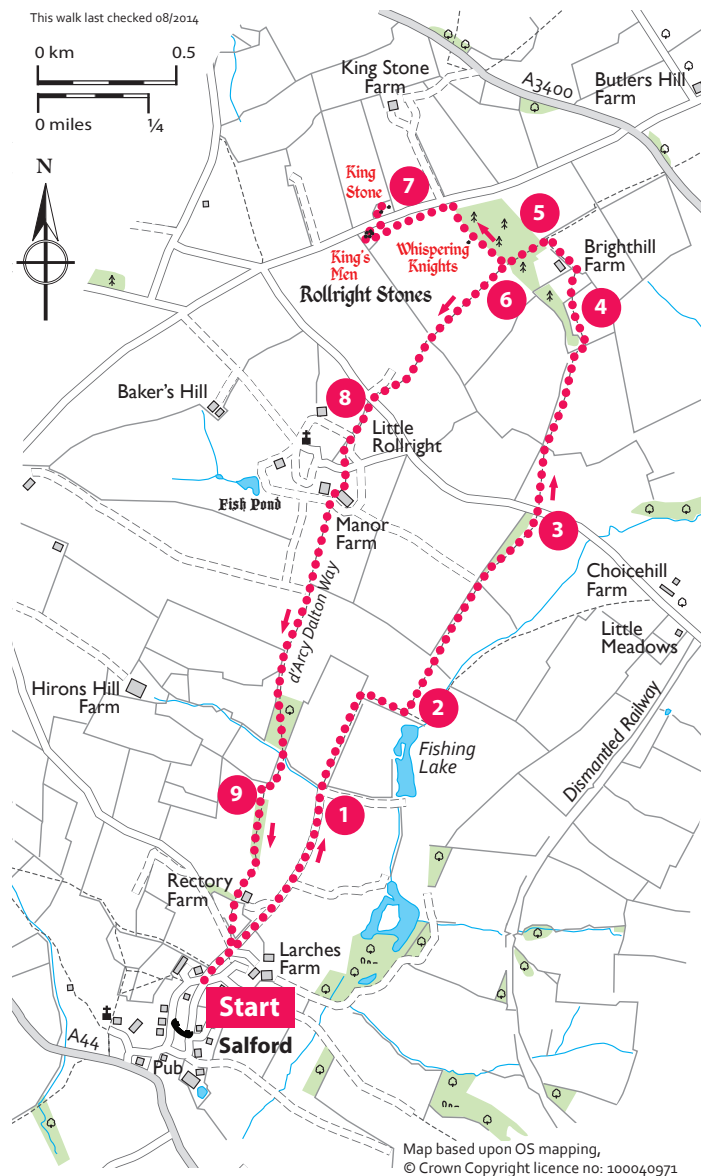 This walk last checked 08/2014
0 km
0.5
0 miles
¼
N
King Stone
Farm
A3400
Butlers Hill
Farm
King
Stone
7
5
King's
Men
Whispering
Knights
Rollright Stones
Brighthill
Farm
6
4
8
Baker's Hill
Little
Rollright
Fish Pond
Manor
Farm
3
Choicehill
Farm
Little
Meadows
d'Arcy Dalton Way
Hirons Hill
Farm
2
Fishing
Lake
Dismantled Railway
9
1
Rectory
Farm
Larches
Farm
Start
Salford
A44
Pub
Map based upon OS mapping,
© Crown Copyright licence no: 100040971